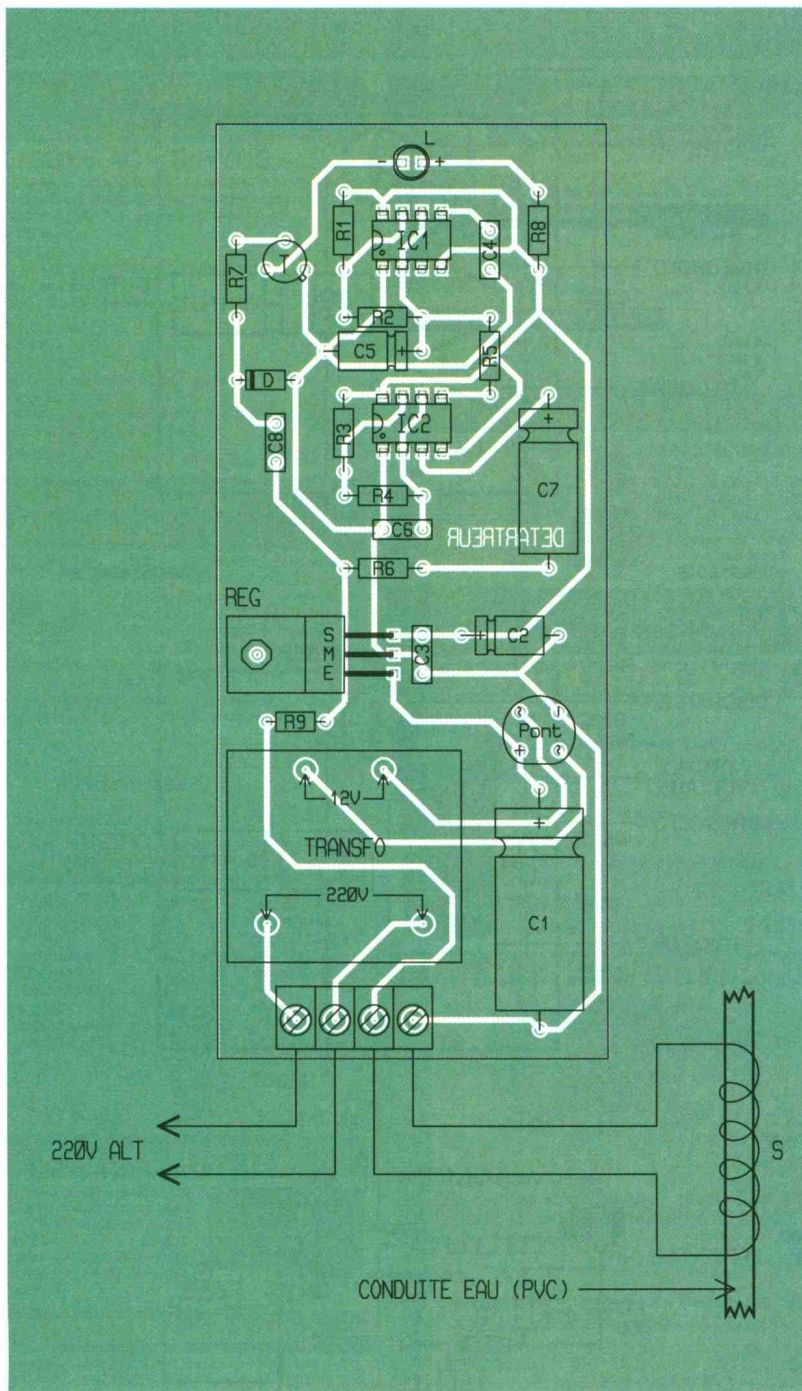 L
- +
R1
IC1
C4
R8
R7
T
R2
C5 +
R5
D
R3
IC2
C8
+
C7
R4
C6
DETARTREUR
R6
REG
S
M
E
C3
+ C2
R9
~ -
Pont
+ ~
12V
TRANSFO
+
220V
C1
220V ALT
S
CONDUITE EAU (PVC)